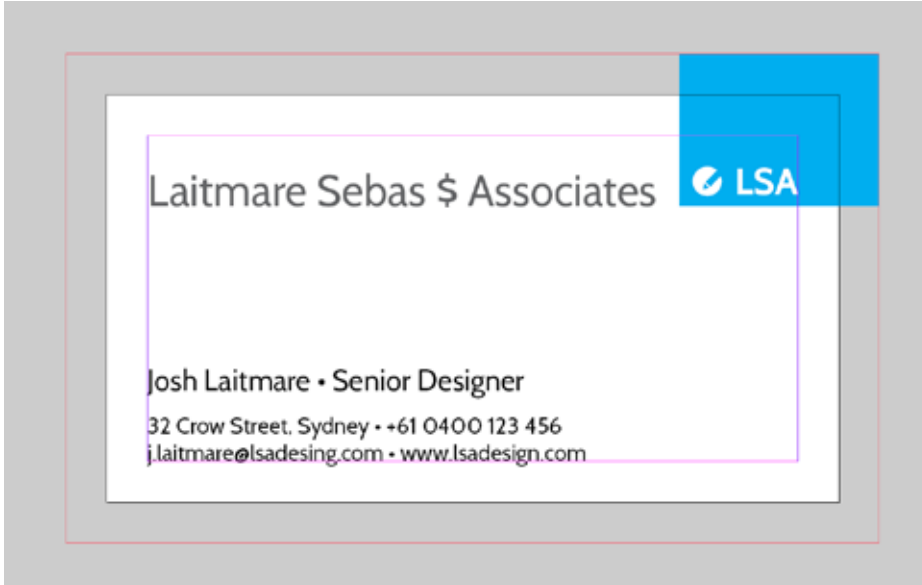 Laitmare Sebas $ Associates
LSA
Josh Laitmare • Senior Designer
32 Crow Street, Sydney • +61 0400 123 456
j.laitmare@lsadesing.com • www.lsadesign.com